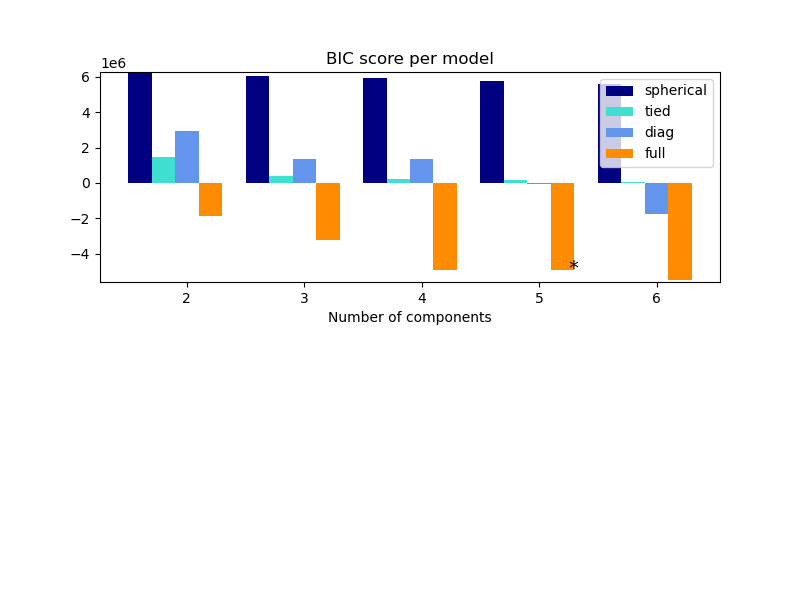 BIC score per model
1e6
6
4
2
0
−2
−4
spherical
tied
diag
full
*
2 3 4 5 6
Number of components